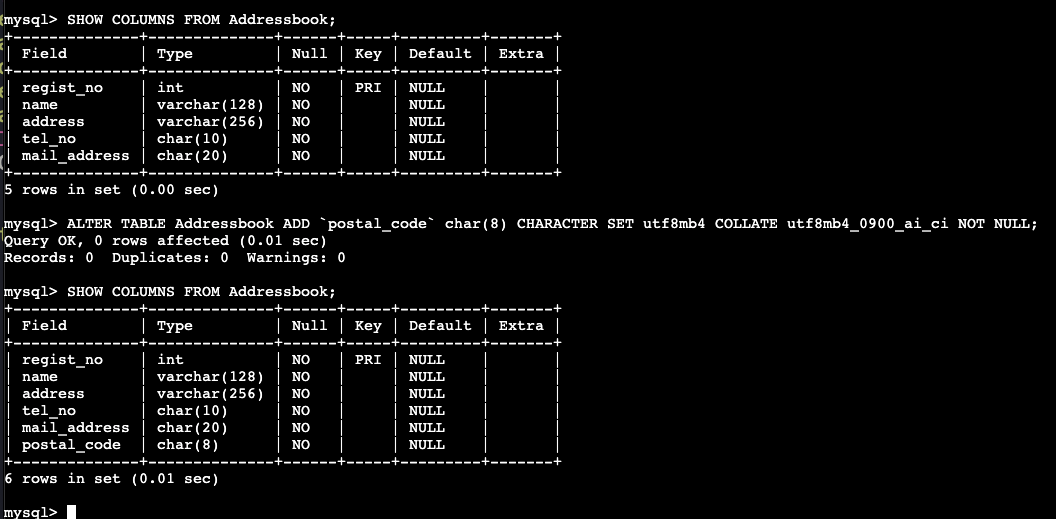 mysql> SHOW COLUMNS FROM Addressbook;
+--------------+--------------+------+-----+---------+-------+
| Field        | Type         | Null | Key | Default | Extra |
+--------------+--------------+------+-----+---------+-------+
| regist_no    | int          | NO   | PRI | NULL    |       |
| name         | varchar(128) | NO   |     | NULL    |       |
| address      | varchar(256) | NO   |     | NULL    |       |
| tel_no       | char(10)     | NO   |     | NULL    |       |
| mail_address | char(20)     | NO   |     | NULL    |       |
+--------------+--------------+------+-----+---------+-------+
5 rows in set (0.00 sec)
mysql> ALTER TABLE Addressbook ADD `postal_code` char(8) CHARACTER SET utf8mb4 COLLATE utf8mb4_0900_ai_ci NOT NULL;
Query OK, 0 rows affected (0.01 sec)
Records: 0  Duplicates: 0  Warnings: 0
mysql> SHOW COLUMNS FROM Addressbook;
+--------------+--------------+------+-----+---------+-------+
| Field        | Type         | Null | Key | Default | Extra |
+--------------+--------------+------+-----+---------+-------+
| regist_no    | int          | NO   | PRI | NULL    |       |
| name         | varchar(128) | NO   |     | NULL    |       |
| address      | varchar(256) | NO   |     | NULL    |       |
| tel_no       | char(10)     | NO   |     | NULL    |       |
| mail_address | char(20)     | NO   |     | NULL    |       |
| postal_code  | char(8)      | NO   |     | NULL    |       |
+--------------+--------------+------+-----+---------+-------+
6 rows in set (0.01 sec)
mysql>